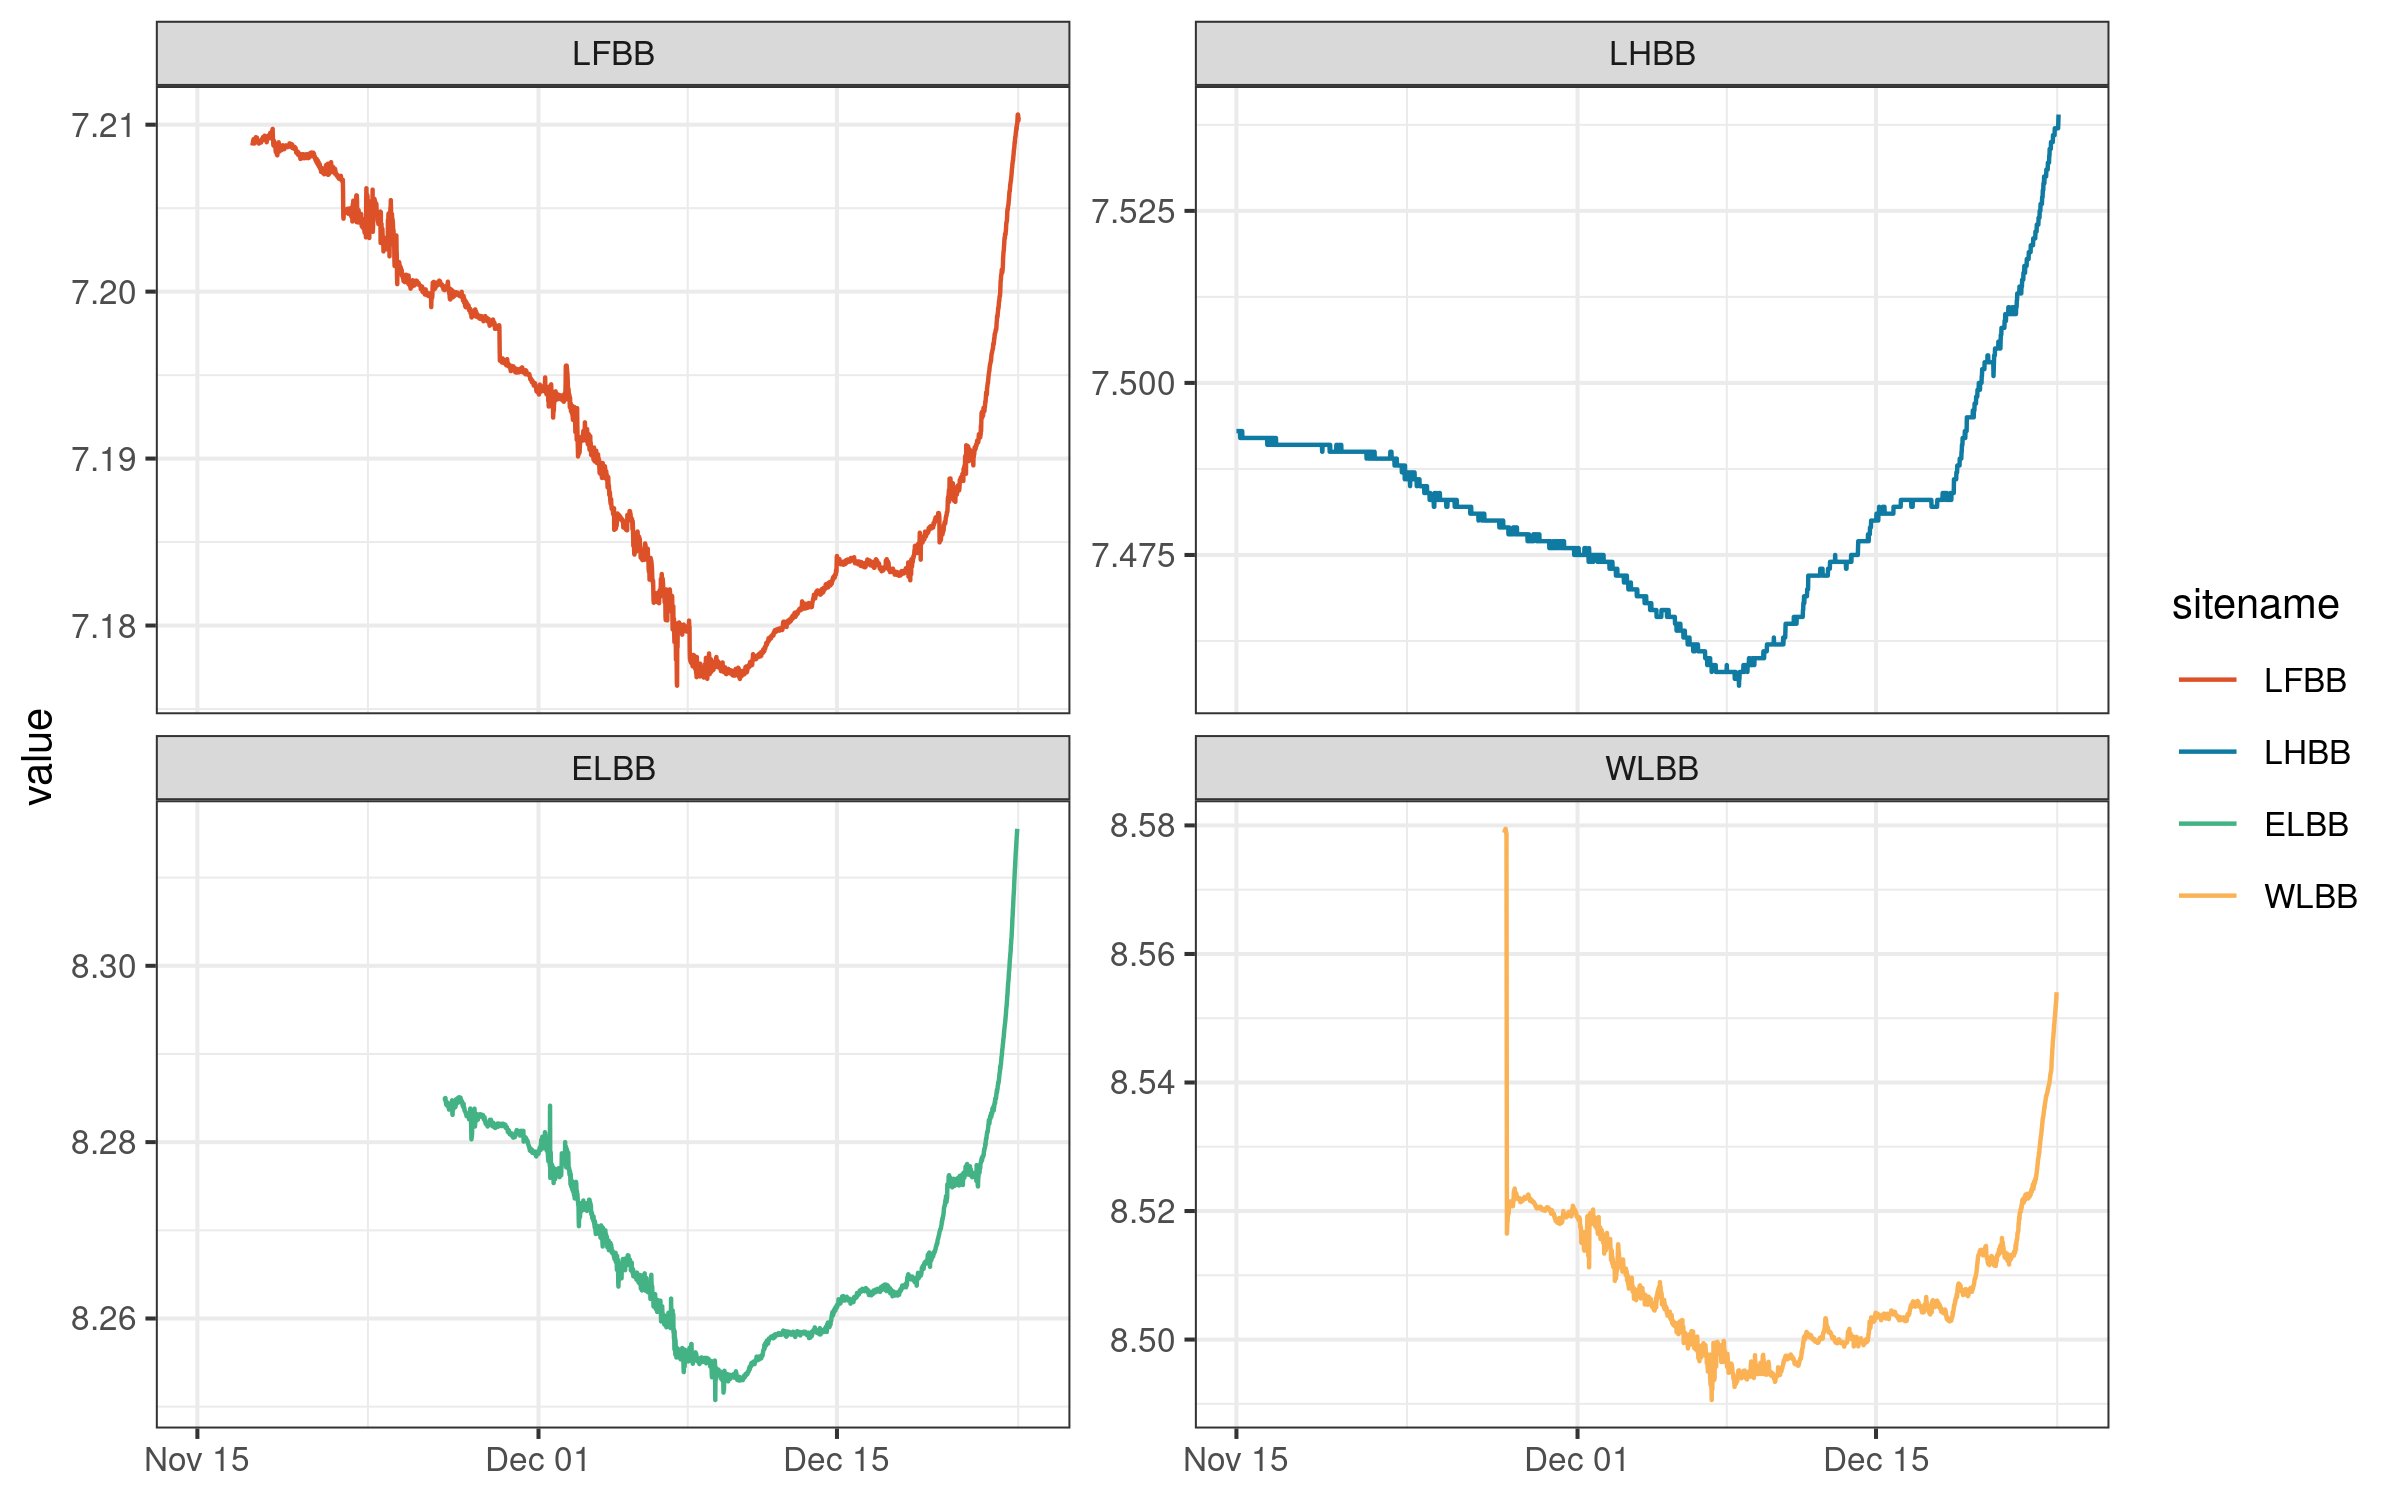 LFBB
LHBB
7.21
7.20
7.19
7.18
7.525
7.500
7.475
value
ELBB
WLBB
8.30
8.28
8.26
8.58
8.56
8.54
8.52
8.50
Nov 15
Dec 01
Dec 15
Nov 15
Dec 01
Dec 15
sitename
LFBB
LHBB
ELBB
WLBB